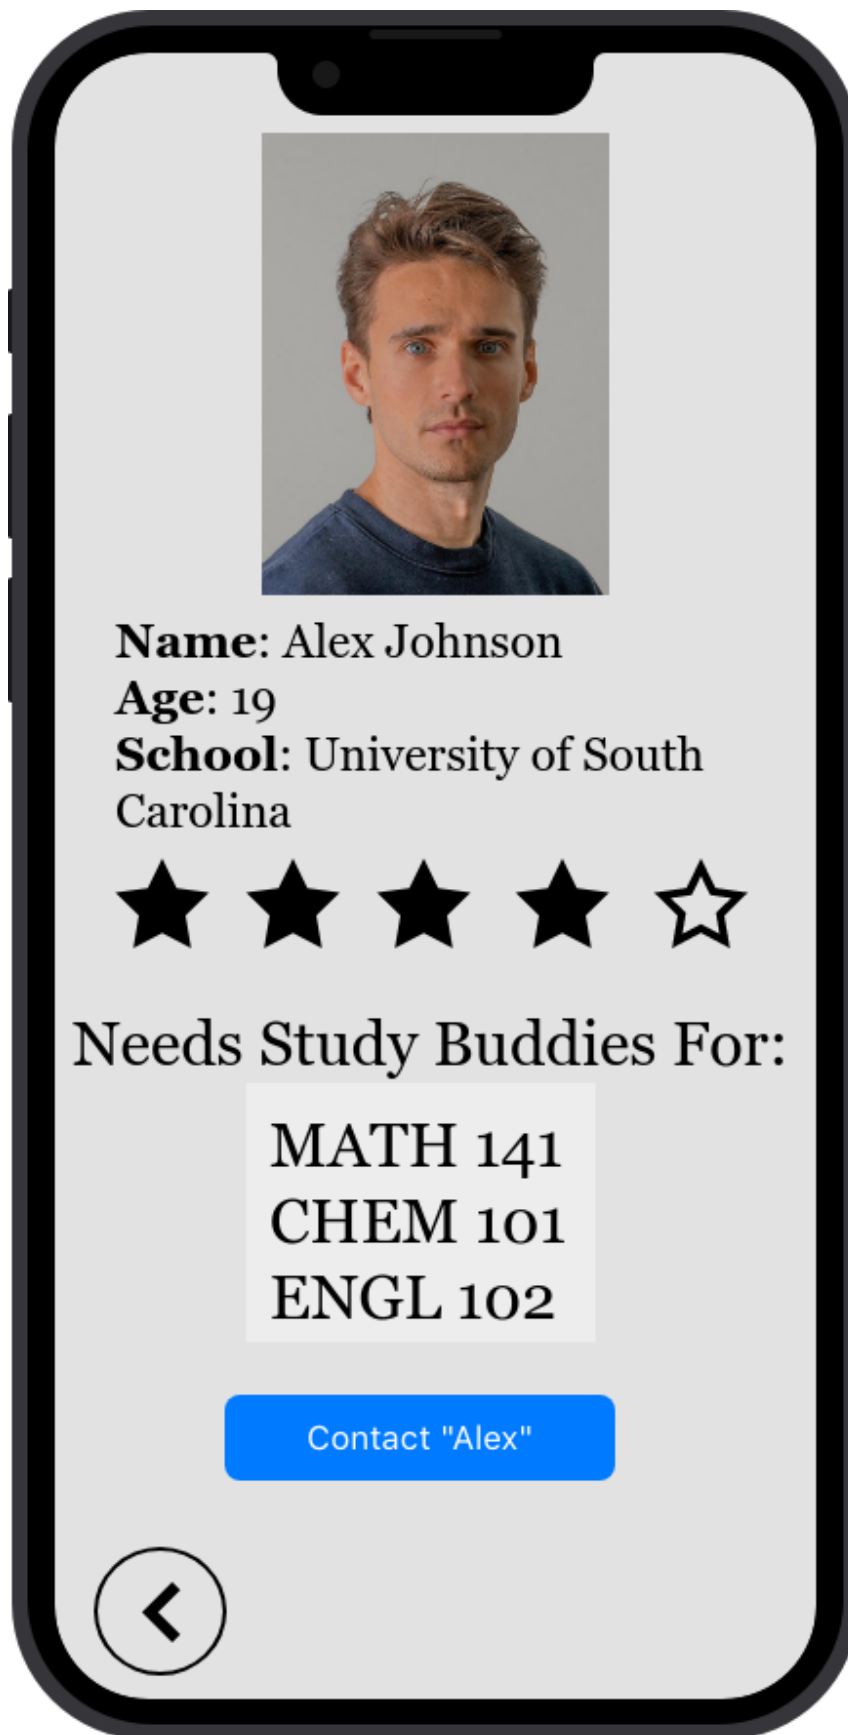 Name: Alex Johnson
Age: 19
School: University of South
Carolina
Needs Study Buddies For:
MATH 141
CHEM 101
ENGL 102
Contact "Alex"